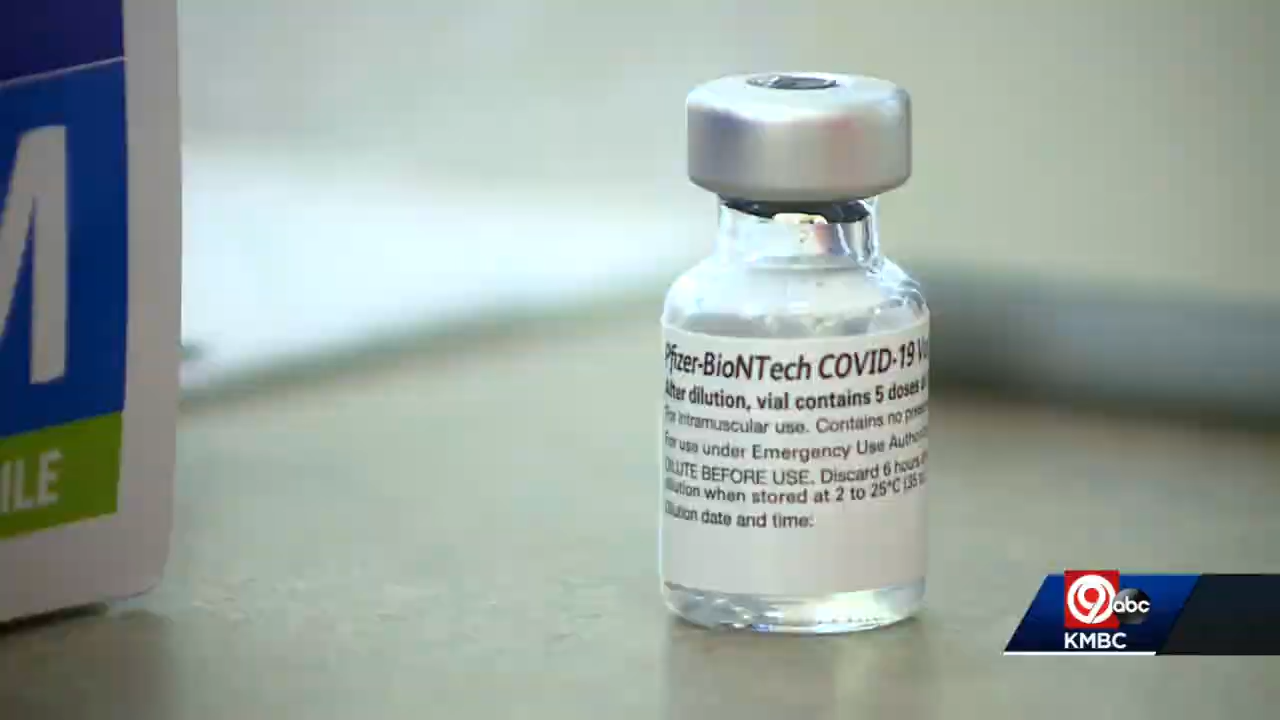 M
ILE
Pfizer-BioNTech COVID-19
After dilution, vial contains 5 doses
For intramuscular use. Contains no
For use under Emergency Use
DILUTE BEFORE USE. Discard 6 hours
dilution when stored at 2 to 25°C (35
Dilution date and time:
9 abc
KMBC